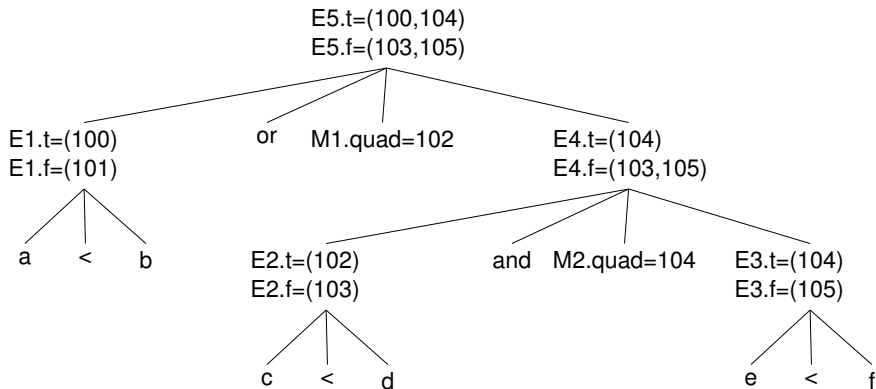 E5.t=(100,104)
E5.f=(103,105)
E1.t=(100)
E1.f=(101)
or
M1.quad=102
E4.t=(104)
E4.f=(103,105)
a
<
b
E2.t=(102)
E2.f=(103)
and
M2.quad=104
E3.t=(104)
E3.f=(105)
c
<
d
e
<
f